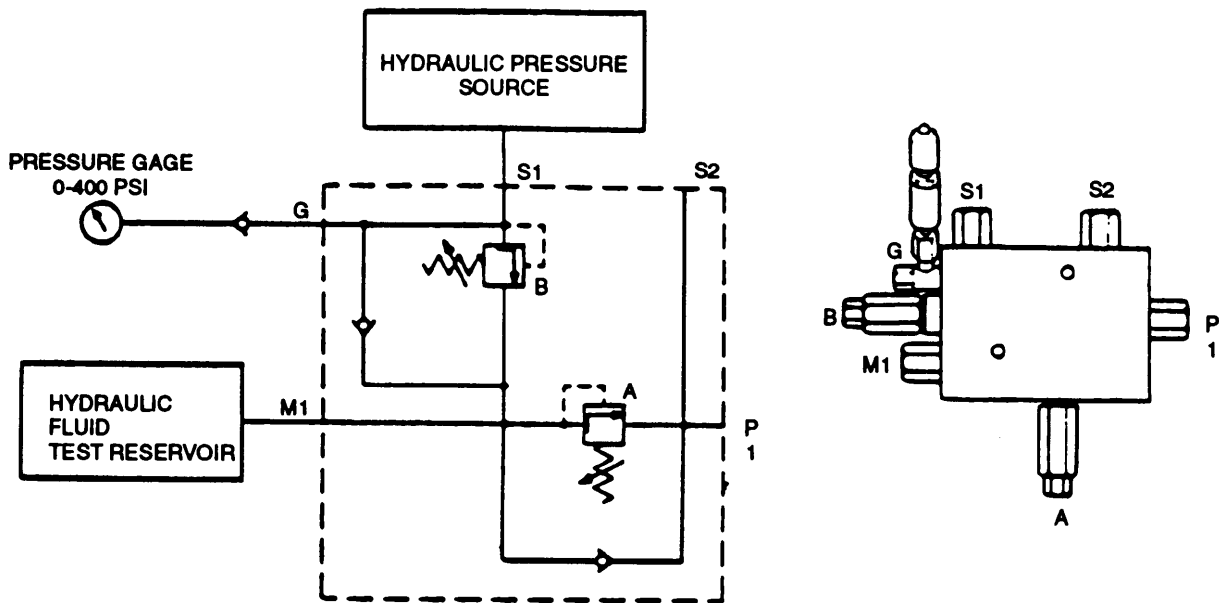 HYDRAULIC PRESSURE
SOURCE
PRESSURE GAGE
0-400 PSI
S1
S2
G
B
HYDRAULIC
FLUID
TEST RESERVOIR
M1
A
P
1
S1
S2
G
B
P
1
M1
A